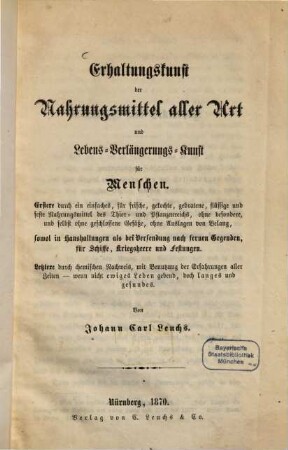 Erhaltungskunst
der
Nahrungsmittel aller Art
und
Lebens-Verlängerungs-Kunst
für
Menschen.
Erstere durch ein einfaches, für frische, gekochte, gebratene, flüssige und
feste Nahrungsmittel des Thier- und Pflanzenreichs, ohne besondere,
und selbst ohne geschlossene Gefäße, ohne Auslagen von Belang,
sowol in Haushaltungen als bei Versendung nach fernen Gegenden,
für Schiffe, Kriegsheere und Festungen.
Letztere durch chemischen Nachweis, mit Benutzung der Erfahrungen aller
Zeiten — wenn nicht ewiges Leben gebend, doch langes und
gesundes.
Von
Johann Carl Leuchs.
Bayerische
Staatsbibliothek
München
Nürnberg, 1870.
Verlag von C. Leuchs & Co.